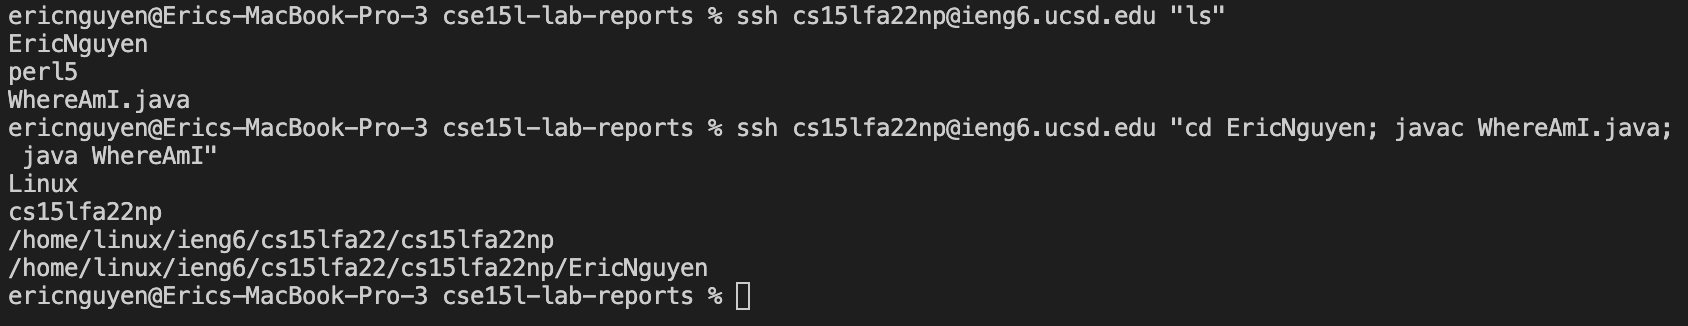 ericnguyen@Erics-MacBook-Pro-3 cse15l-lab-reports % ssh cs15lfa22np@ieng6.ucsd.edu "ls"
EricNguyen
perl5
WhereAmI.java
ericnguyen@Erics-MacBook-Pro-3 cse15l-lab-reports % ssh cs15lfa22np@ieng6.ucsd.edu "cd EricNguyen; javac WhereAmI.java;
 java WhereAmI"
Linux
cs15lfa22np
/home/linux/ieng6/cs15lfa22/cs15lfa22np
/home/linux/ieng6/cs15lfa22/cs15lfa22np/EricNguyen
ericnguyen@Erics-MacBook-Pro-3 cse15l-lab-reports %